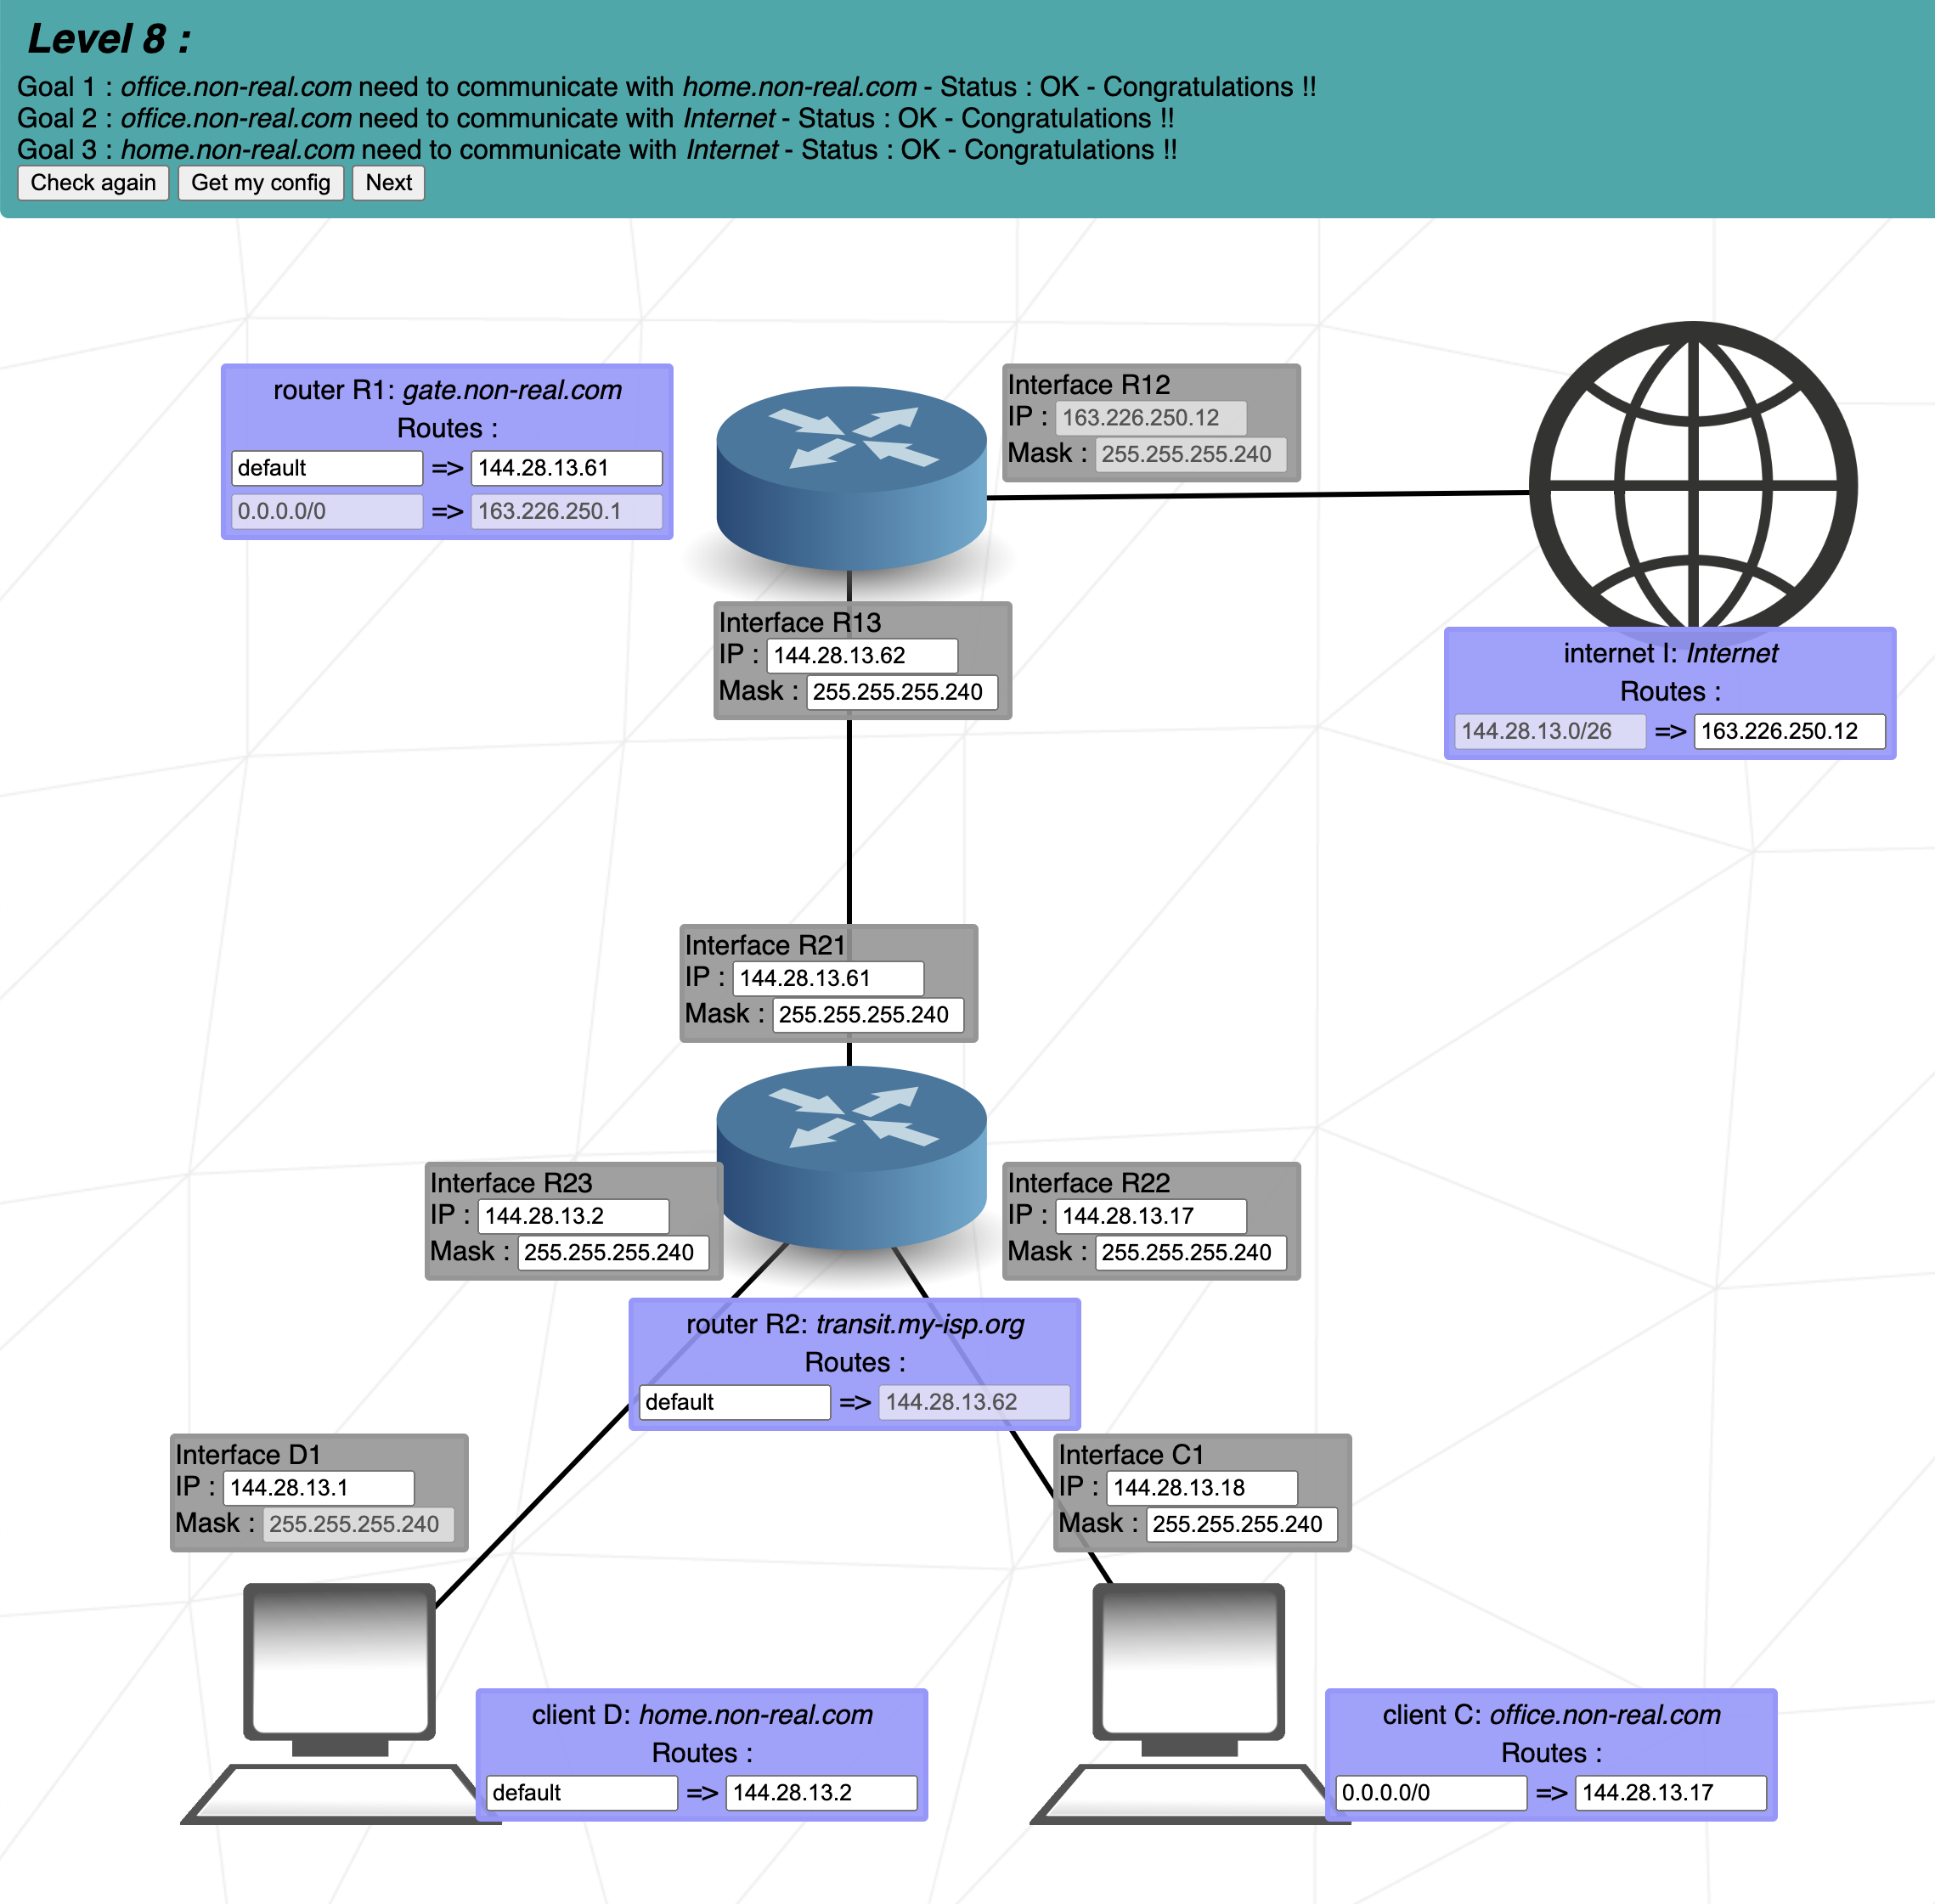 Level 8 :
Goal 1 : office.non-real.com need to communicate with home.non-real.com - Status : OK - Congratulations !!
Goal 2 : office.non-real.com need to communicate with Internet - Status : OK - Congratulations !!
Goal 3 : home.non-real.com need to communicate with Internet - Status : OK - Congratulations !!
Check again Get my config Next
router R1: gate.non-real.com
Routes :
default => 144.28.13.61
0.0.0.0/0 => 163.226.250.1
Interface R12
IP : 163.226.250.12
Mask : 255.255.255.240
Interface R13
IP : 144.28.13.62
Mask : 255.255.255.240
internet I: Internet
Routes :
144.28.13.0/26 => 163.226.250.12
Interface R21
IP : 144.28.13.61
Mask : 255.255.255.240
Interface R23
IP : 144.28.13.2
Mask : 255.255.255.240
Interface R22
IP : 144.28.13.17
Mask : 255.255.255.240
router R2: transit.my-isp.org
Routes :
default => 144.28.13.62
Interface D1
IP : 144.28.13.1
Mask : 255.255.255.240
Interface C1
IP : 144.28.13.18
Mask : 255.255.255.240
client D: home.non-real.com
Routes :
default => 144.28.13.2
client C: office.non-real.com
Routes :
0.0.0.0/0 => 144.28.13.17